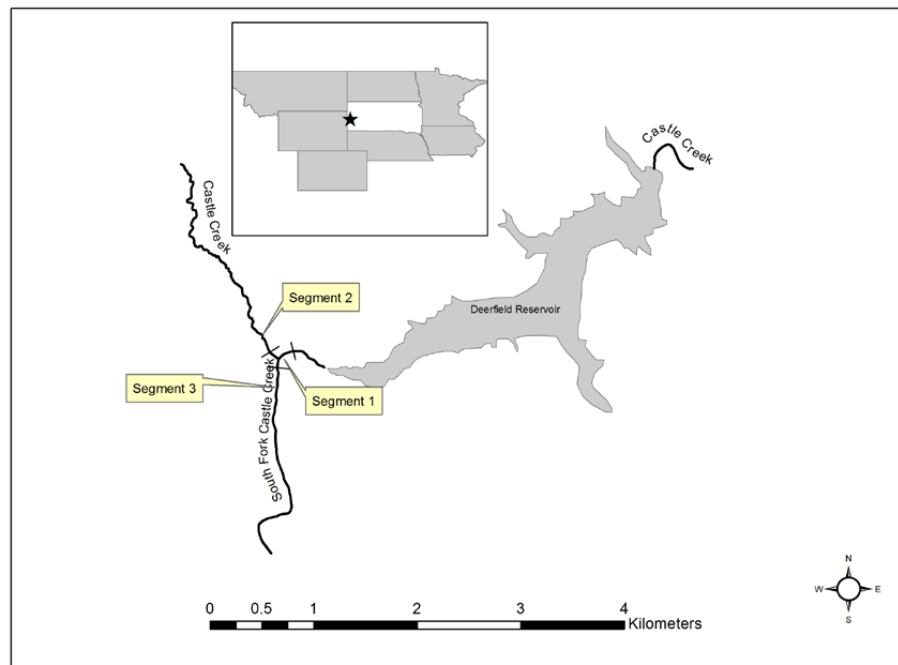 Castle Creek
Castle Creek
Segment 2
Deerfield Reservoir
Segment 3
Segment 1
South Fork Castle Creek
N
W E
S
0 0.5 1 2 3 4
Kilometers